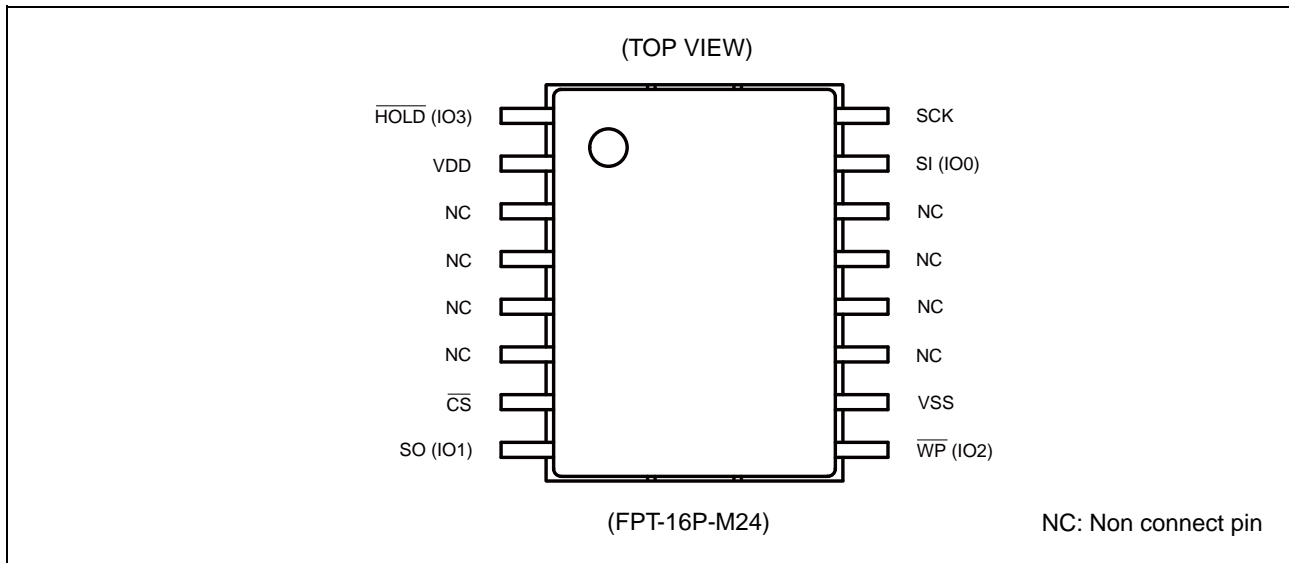 (TOP VIEW)
HOLD (IO3)
VDD
NC
NC
NC
NC
CS
SO (IO1)
SCK
SI (IO0)
NC
NC
NC
NC
VSS
WP (IO2)
(FPT-16P-M24)
NC: Non connect pin